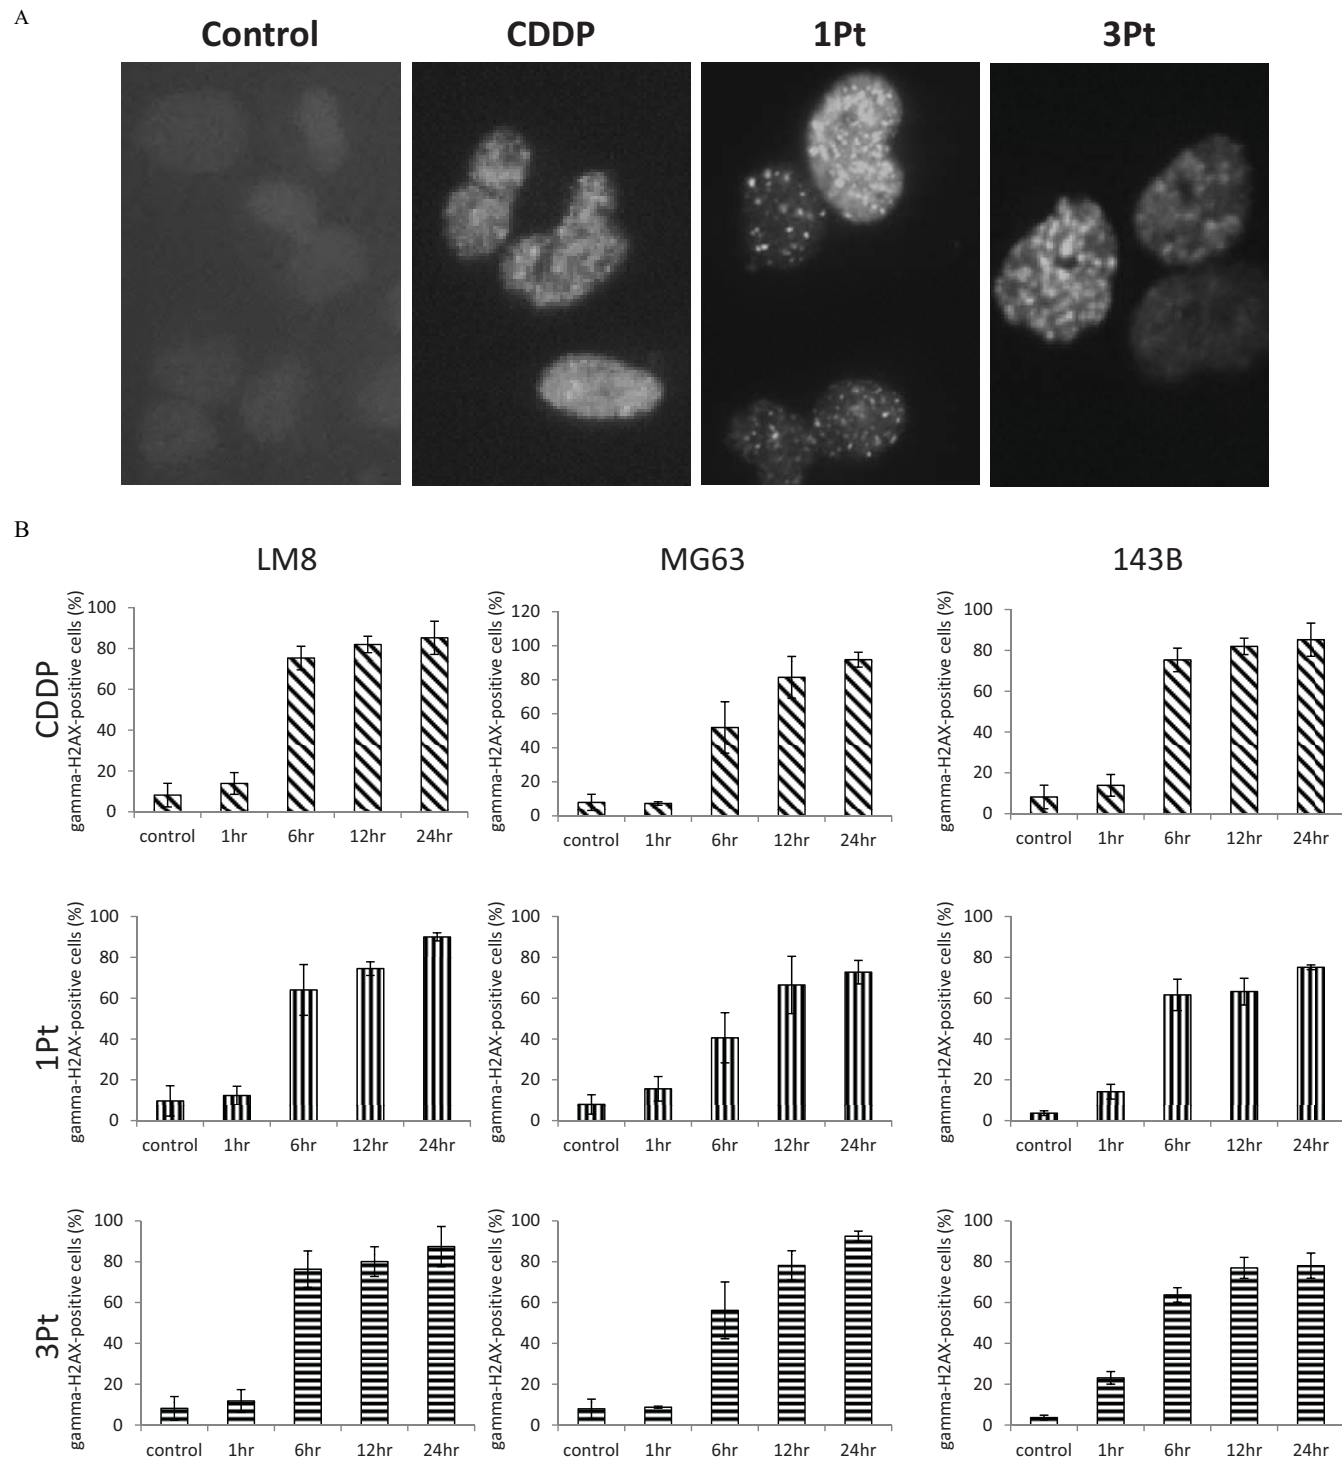 A
Control CDDP 1Pt 3Pt
B
LM8 MG63 143B
CDDP
gamma-H2AX-positive cells (%)
100
80
60
40
20
0
control 1hr 6hr 12hr 24hr
gamma-H2AX-positive cells (%)
120
100
80
60
40
20
0
control 1hr 6hr 12hr 24hr
gamma-H2AX-positive cells (%)
100
80
60
40
20
0
control 1hr 6hr 12hr 24hr
1Pt
gamma-H2AX-positive cells (%)
100
80
60
40
20
0
control 1hr 6hr 12hr 24hr
gamma-H2AX-positive cells (%)
100
80
60
40
20
0
control 1hr 6hr 12hr 24hr
gamma-H2AX-positive cells (%)
100
80
60
40
20
0
control 1hr 6hr 12hr 24hr
3Pt
gamma-H2AX-positive cells (%)
100
80
60
40
20
0
control 1hr 6hr 12hr 24hr
gamma-H2AX-positive cells (%)
100
80
60
40
20
0
control 1hr 6hr 12hr 24hr
gamma-H2AX-positive cells (%)
100
80
60
40
20
0
control 1hr 6hr 12hr 24hr